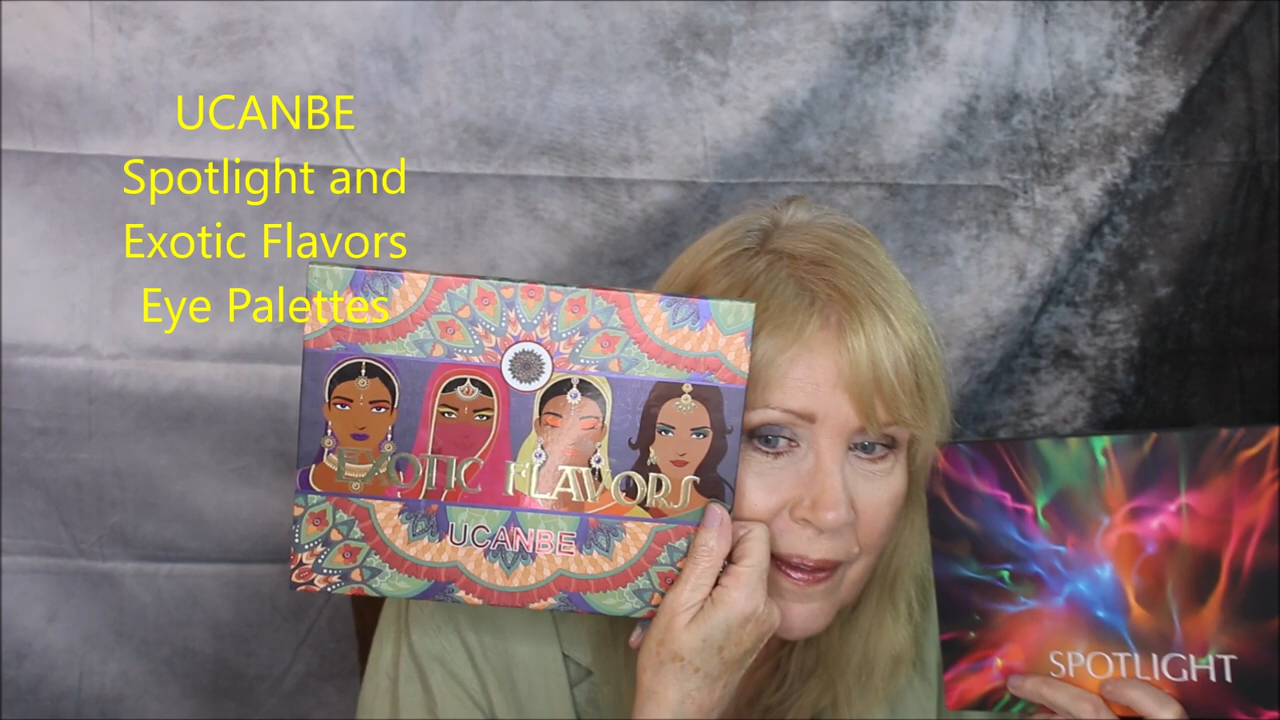 UCANBE
Spotlight and
Exotic Flavors
Eye Palettes
EXOTIC FLAVORS
UCANBE
SPOTLIGHT